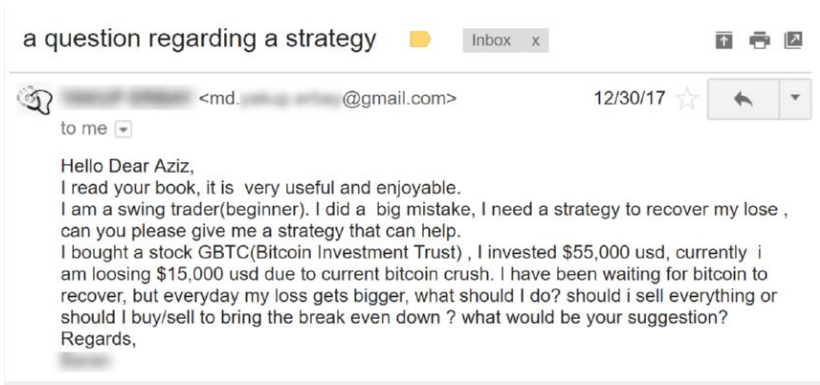 a question regarding a strategy
Inbox x
<md. @gmail.com> 12/30/17
to me
Hello Dear Aziz,
I read your book, it is very useful and enjoyable.
I am a swing trader(beginner). I did a big mistake, I need a strategy to recover my lose ,
can you please give me a strategy that can help.
I bought a stock GBTC(Bitcoin Investment Trust) , I invested $55,000 usd, currently i
am loosing $15,000 usd due to current bitcoin crush. I have been waiting for bitcoin to
recover, but everyday my loss gets bigger, what should I do? should i sell everything or
should I buy/sell to bring the break even down ? what would be your suggestion?
Regards,